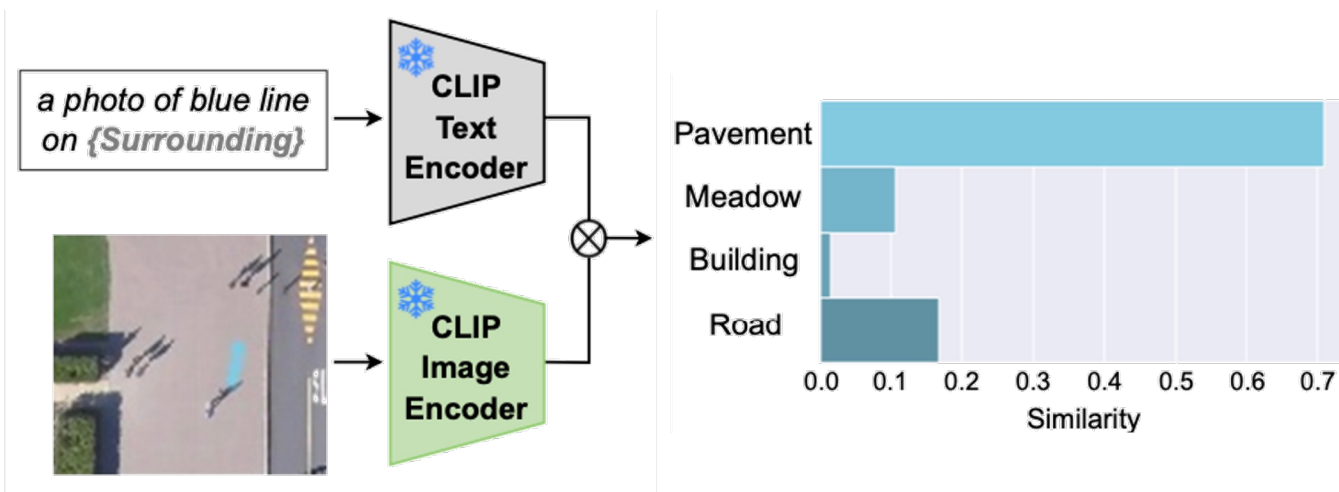 a photo of blue line
on {Surrounding}
CLIP
Text
Encoder
CLIP
Image
Encoder
Pavement
Meadow
Building
Road
0.0 0.1 0.2 0.3 0.4 0.5 0.6 0.7
Similarity